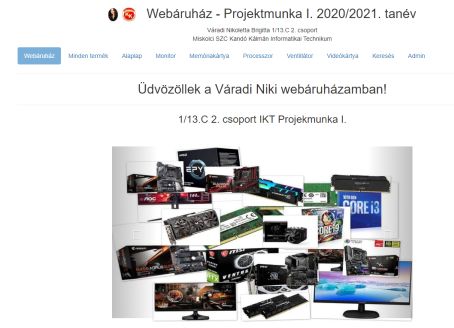 Webáruház - Projektmunka I. 2020/2021. tanév
Váradi Nikoletta Brigitta 1/13.C 2. csoport
Miskolci SZC Kandó Kálmán Informatikai Technikum
Webáruház Minden termék Alaplap Monitor Memóriakártya Processzor Ventillátor Videókártya Keresés Admin
Üdvözöllek a Váradi Niki webáruházamban!
1/13.C 2. csoport IKT Projekmunka I.
EPYC
AORUS
CORE i3
CORE i9
VENTUS